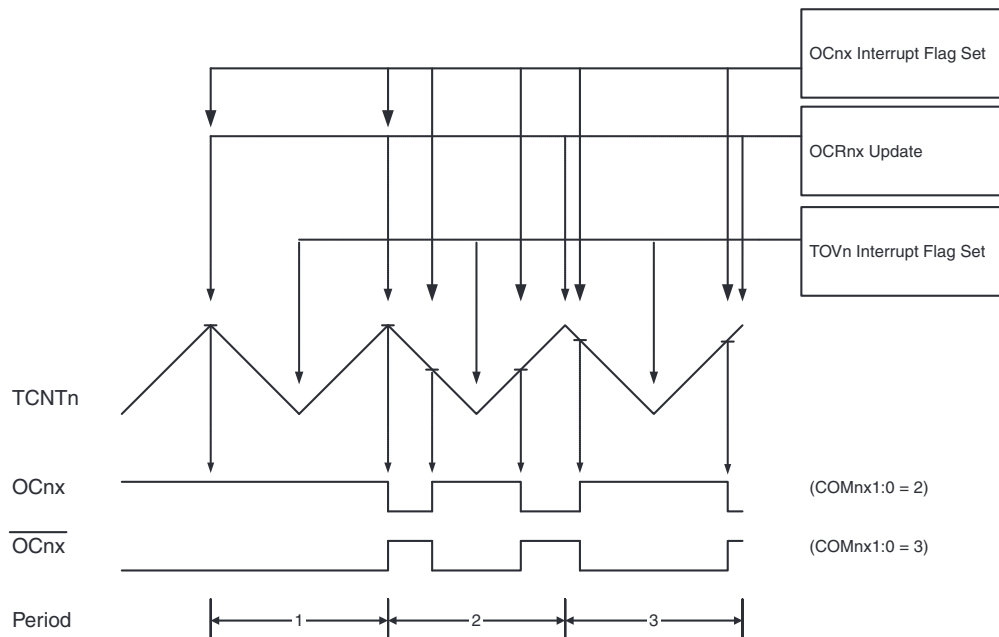 OCnx Interrupt Flag Set
OCRnx Update
TOVn Interrupt Flag Set
TCNTn
OCnx
(COMnx1:0 = 2)
OCnx
(COMnx1:0 = 3)
Period
1
2
3